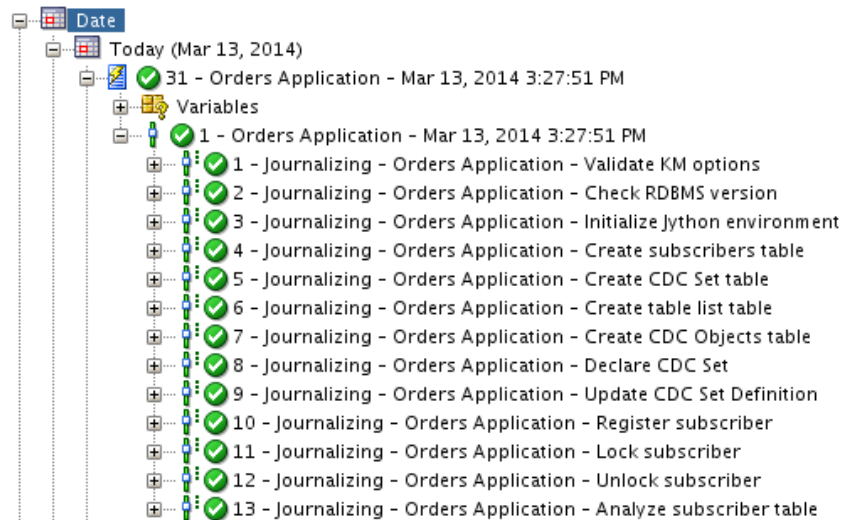 Date
Today (Mar 13, 2014)
31 - Orders Application - Mar 13, 2014 3:27:51 PM
Variables
1 - Orders Application - Mar 13, 2014 3:27:51 PM
1 - Journalizing - Orders Application - Validate KM options
2 - Journalizing - Orders Application - Check RDBMS version
3 - Journalizing - Orders Application - Initialize Jython environment
4 - Journalizing - Orders Application - Create subscribers table
5 - Journalizing - Orders Application - Create CDC Set table
6 - Journalizing - Orders Application - Create table list table
7 - Journalizing - Orders Application - Create CDC Objects table
8 - Journalizing - Orders Application - Declare CDC Set
9 - Journalizing - Orders Application - Update CDC Set Definition
10 - Journalizing - Orders Application - Register subscriber
11 - Journalizing - Orders Application - Lock subscriber
12 - Journalizing - Orders Application - Unlock subscriber
13 - Journalizing - Orders Application - Analyze subscriber table